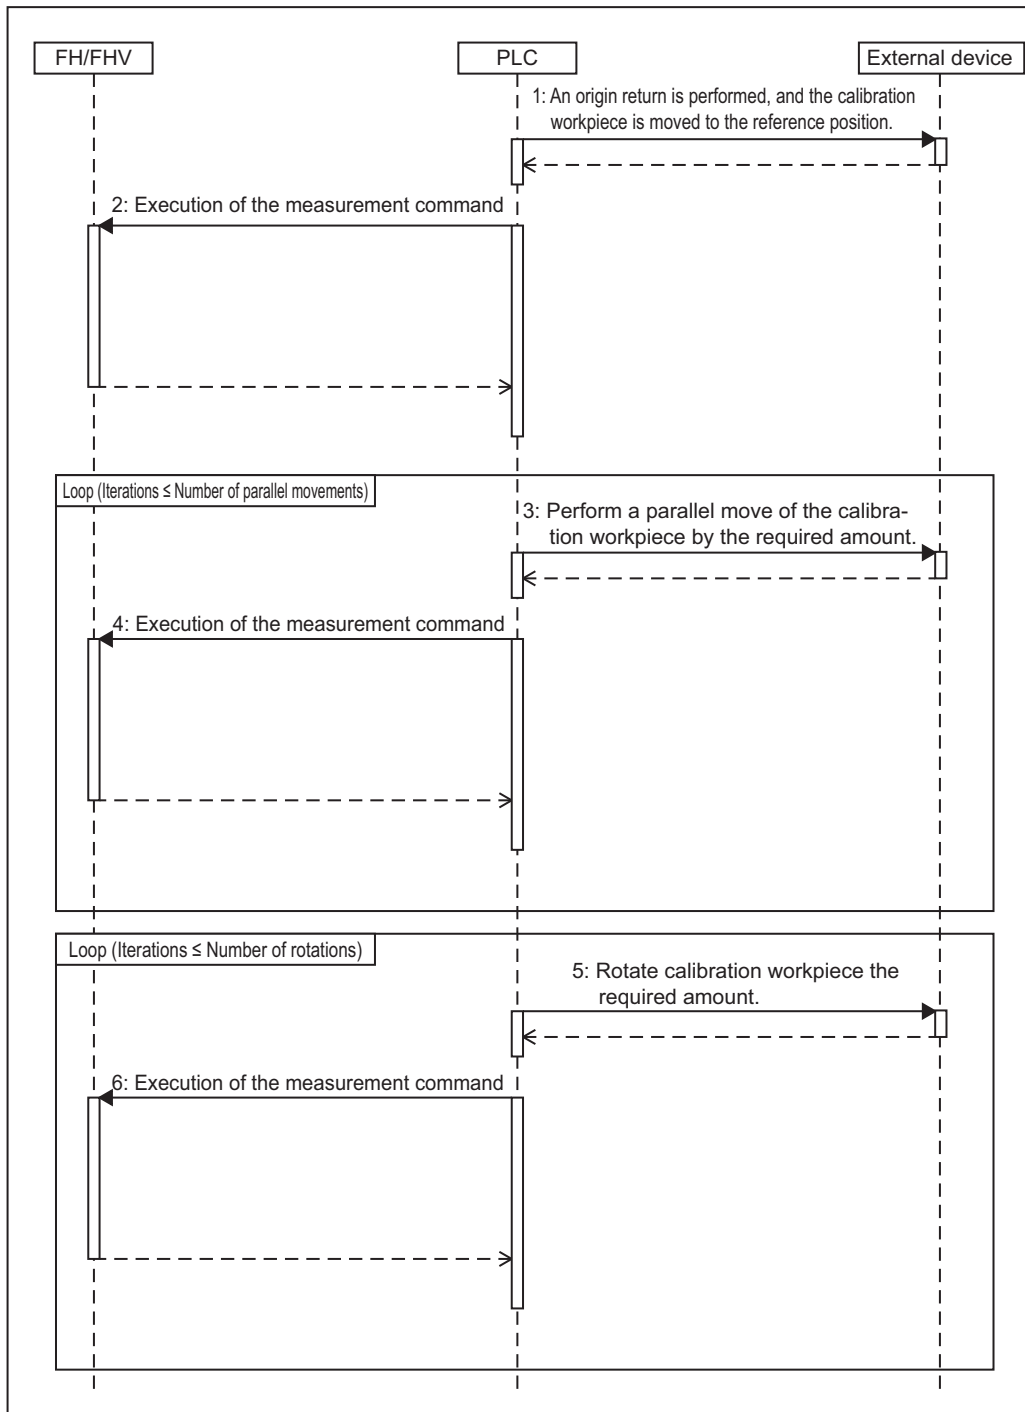 FH/FHV
PLC
External device
1: An origin return is performed, and the calibration
workpiece is moved to the reference position.
2: Execution of the measurement command
Loop (Iterations ≤ Number of parallel movements)
3: Perform a parallel move of the calibra-
tion workpiece by the required amount.
4: Execution of the measurement command
Loop (Iterations ≤ Number of rotations)
5: Rotate calibration workpiece the
required amount.
6: Execution of the measurement command